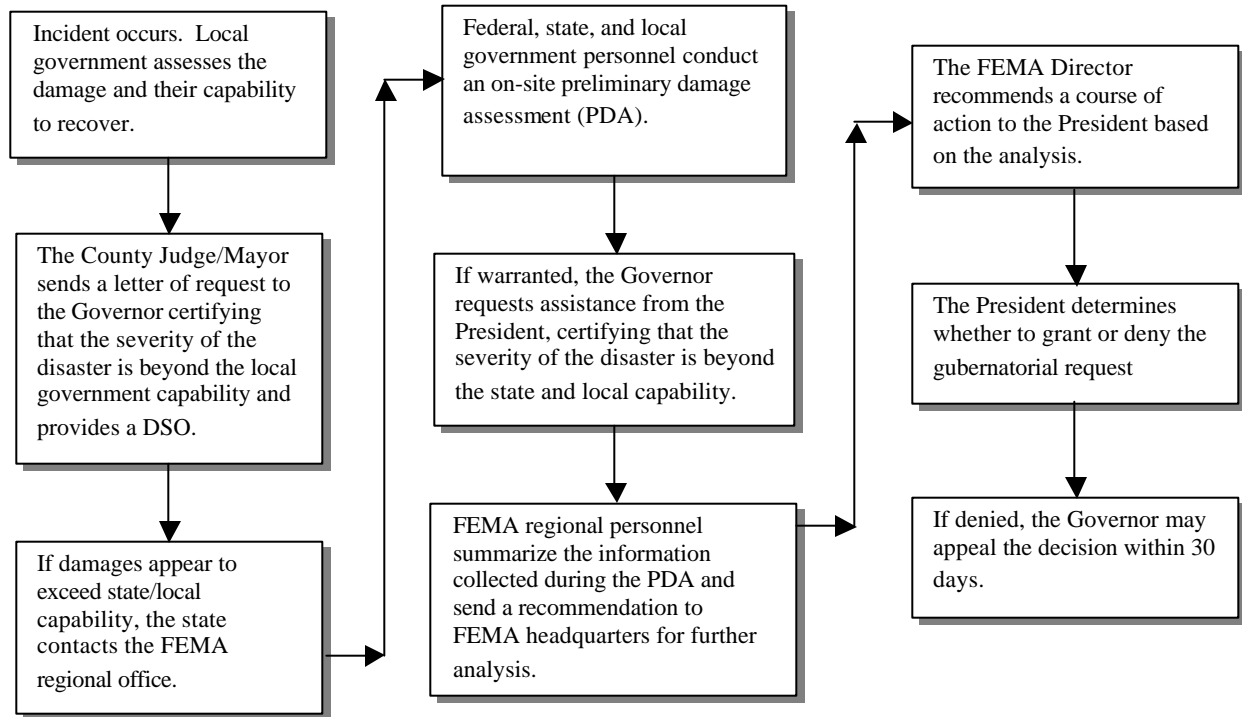 Incident occurs.  Local
government assesses the
damage and their capability
to recover.
The County Judge/Mayor
sends a letter of request to
the Governor certifying
that the severity of the
disaster is beyond the local
government capability and
provides a DSO.
If damages appear to
exceed state/local
capability, the state
contacts the FEMA
regional office.
Federal, state, and local
government personnel conduct
an on-site preliminary damage
assessment (PDA).
If warranted, the Governor
requests assistance from the
President, certifying that the
severity of the disaster is beyond
the state and local capability.
FEMA regional personnel
summarize the information
collected during the PDA and
send a recommendation to
FEMA headquarters for further
analysis.
The FEMA Director
recommends a course of
action to the President based
on the analysis.
The President determines
whether to grant or deny the
gubernatorial request
If denied, the Governor may
appeal the decision within 30
days.